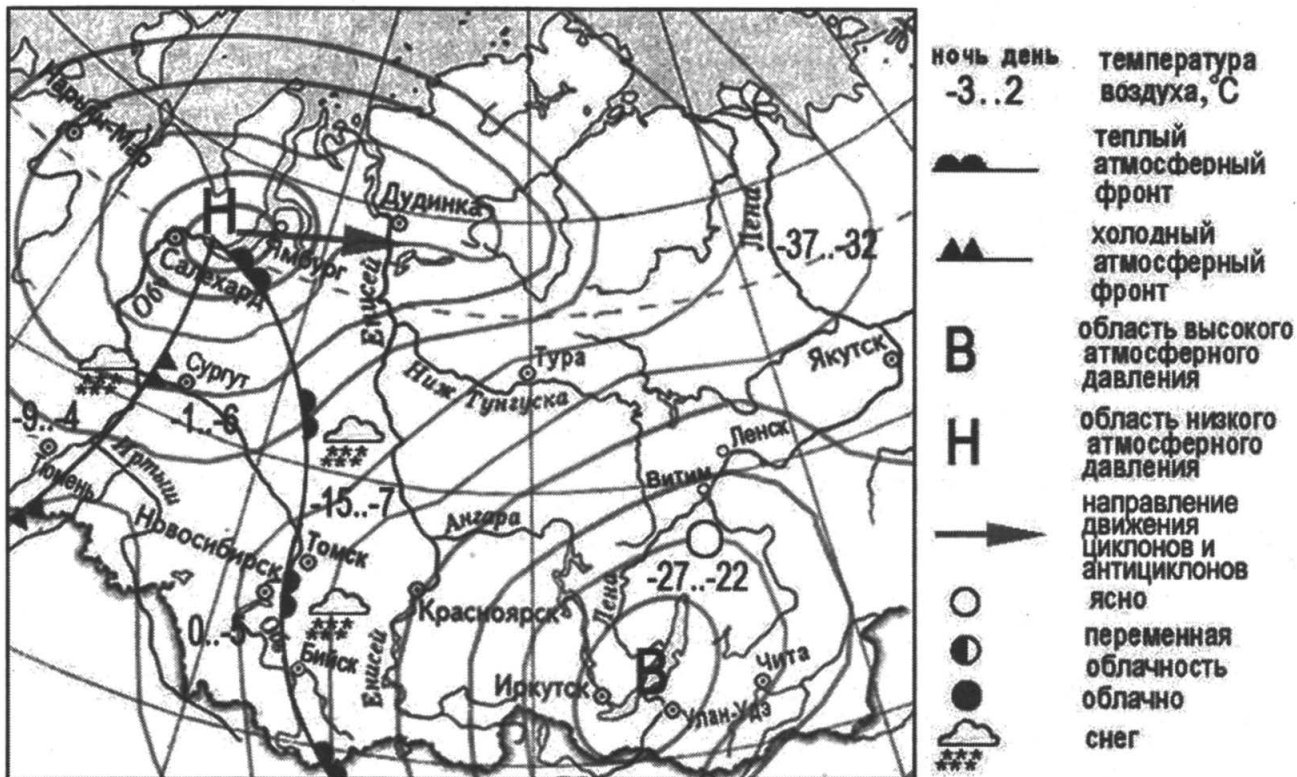 Нарьян-Мар
Н
Дудинка
Ямбург
Салехард
Обь
Енисей
Лена
-37..-32
Сургут
Тура
Ниж Тунгуска
Якутск
-9..-4
-1..-6
Иртыш
Тюмень
Ленск
Витим
-15..-7
Ангара
Новосибирск
Томск
-27..-22
Красноярск
Лена
0..-5
Обь
Бийск
Енисей
В
Чита
Иркутск
Улан-Удэ
ночь день
температура
-3..2
воздуха, °C
теплый
атмосферный
фронт
холодный
атмосферный
фронт
В
область высокого
атмосферного
давления
Н
область низкого
атмосферного
давления
направление
движения
циклонов и
антициклонов
ясно
переменная
облачность
облачно
снег